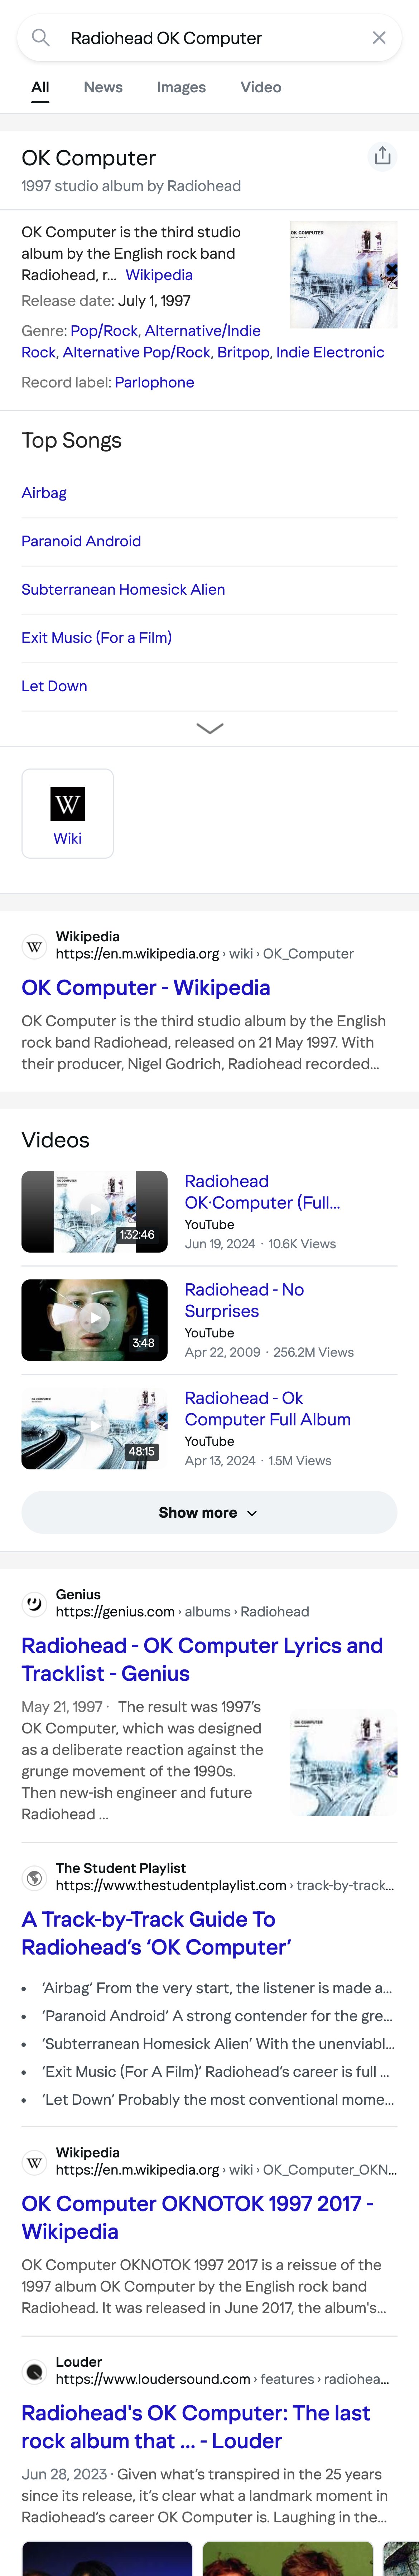 Radiohead OK Computer
All News Images Video
OK Computer
1997 studio album by Radiohead
OK Computer is the third studio
album by the English rock band
Radiohead, r... Wikipedia
OK COMPUTER
Release date: July 1, 1997
Genre: Pop/Rock, Alternative/Indie
Rock, Alternative Pop/Rock, Britpop, Indie Electronic
Record label: Parlophone
Top Songs
Airbag
Paranoid Android
Subterranean Homesick Alien
Exit Music (For a Film)
Let Down
W
Wiki
W
Wikipedia
https://en.m.wikipedia.org › wiki › OK_Computer
OK Computer - Wikipedia
OK Computer is the third studio album by the English
rock band Radiohead, released on 21 May 1997. With
their producer, Nigel Godrich, Radiohead recorded...
Videos
1:32:46
Radiohead
OK·Computer (Full...
YouTube
Jun 19, 2024 · 10.6K Views
3:48
Radiohead - No
Surprises
YouTube
Apr 22, 2009 · 256.2M Views
48:15
Radiohead - Ok
Computer Full Album
YouTube
Apr 13, 2024 · 1.5M Views
Show more
Genius
https://genius.com › albums › Radiohead
Radiohead - OK Computer Lyrics and
Tracklist - Genius
May 21, 1997 · The result was 1997’s
OK Computer, which was designed
as a deliberate reaction against the
grunge movement of the 1990s.
Then new-ish engineer and future
Radiohead ...
OK COMPUTER
The Student Playlist
https://www.thestudentplaylist.com › track-by-track...
A Track-by-Track Guide To
Radiohead’s ‘OK Computer’
• ‘Airbag’ From the very start, the listener is made a...
• ‘Paranoid Android’ A strong contender for the gre...
• ‘Subterranean Homesick Alien’ With the unenviabl...
• ‘Exit Music (For A Film)’ Radiohead’s career is full ...
• ‘Let Down’ Probably the most conventional mome...
W
Wikipedia
https://en.m.wikipedia.org › wiki › OK_Computer_OKN...
OK Computer OKNOTOK 1997 2017 -
Wikipedia
OK Computer OKNOTOK 1997 2017 is a reissue of the
1997 album OK Computer by the English rock band
Radiohead. It was released in June 2017, the album's...
Louder
https://www.loudersound.com › features › radiohea...
Radiohead's OK Computer: The last
rock album that ... - Louder
Jun 28, 2023 · Given what’s transpired in the 25 years
since its release, it’s clear what a landmark moment in
Radiohead’s career OK Computer is. Laughing in the...